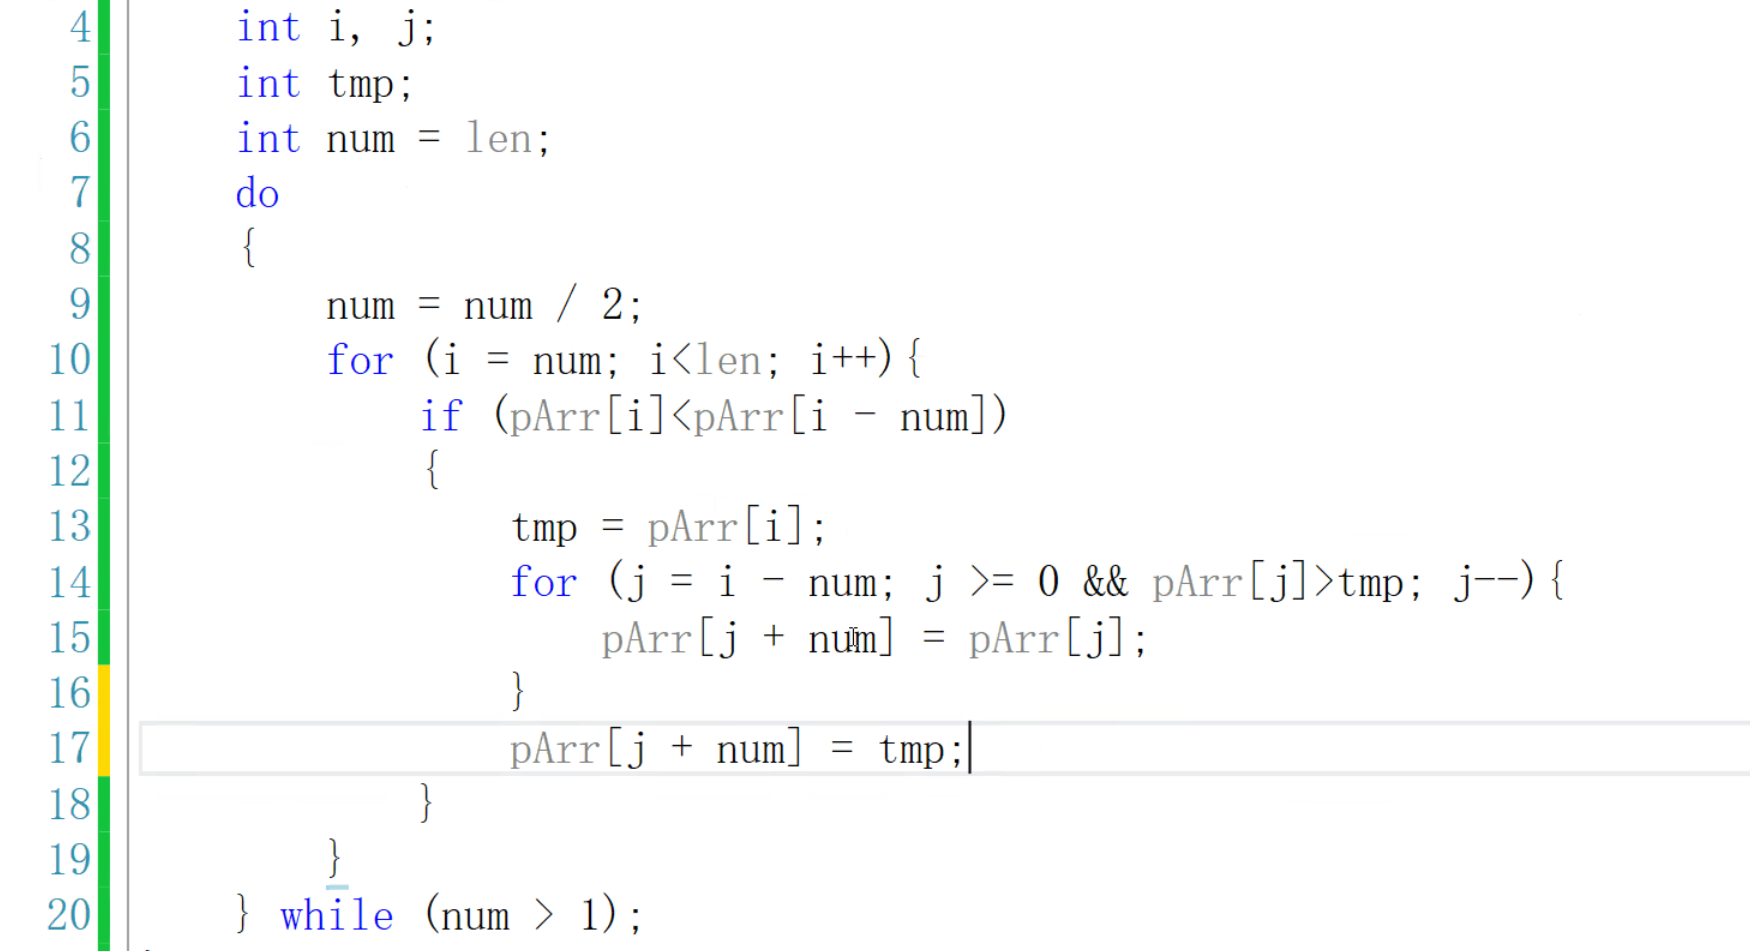 4 int i, j;
5 int tmp;
6 int num = len;
7 do
8 {
9 num = num / 2;
10 for (i = num; i<len; i++){
11 if (pArr[i]<pArr[i - num])
12 {
13 tmp = pArr[i];
14 for (j = i - num; j >= 0 && pArr[j]>tmp; j--){
15 pArr[j + num] = pArr[j];
16 }
17 pArr[j + num] = tmp;
18 }
19 }
20 } while (num > 1);